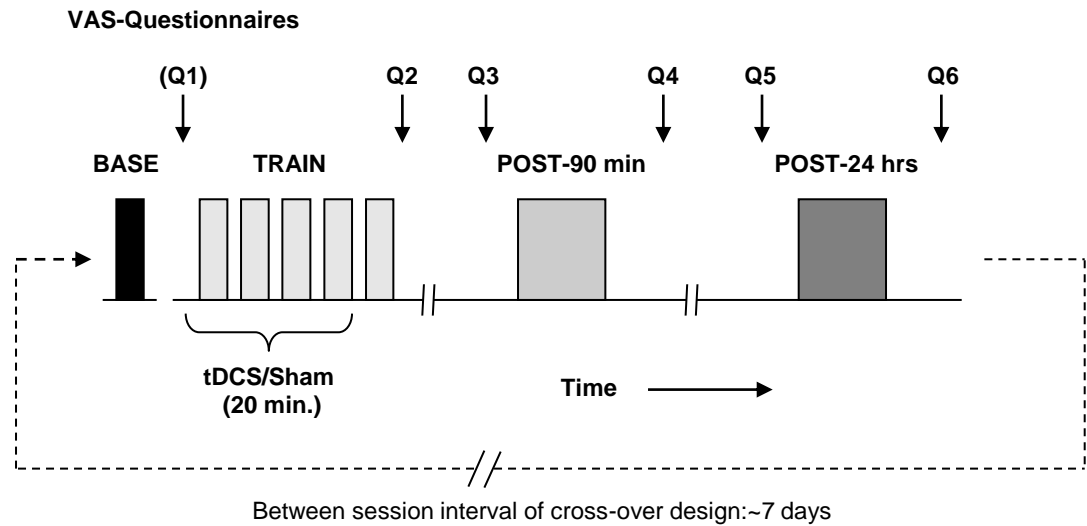 VAS-Questionnaires
(Q1) Q2 Q3 Q4 Q5 Q6
BASE TRAIN POST-90 min POST-24 hrs
tDCS/Sham
(20 min.)
Time
Between session interval of cross-over design:~7 days